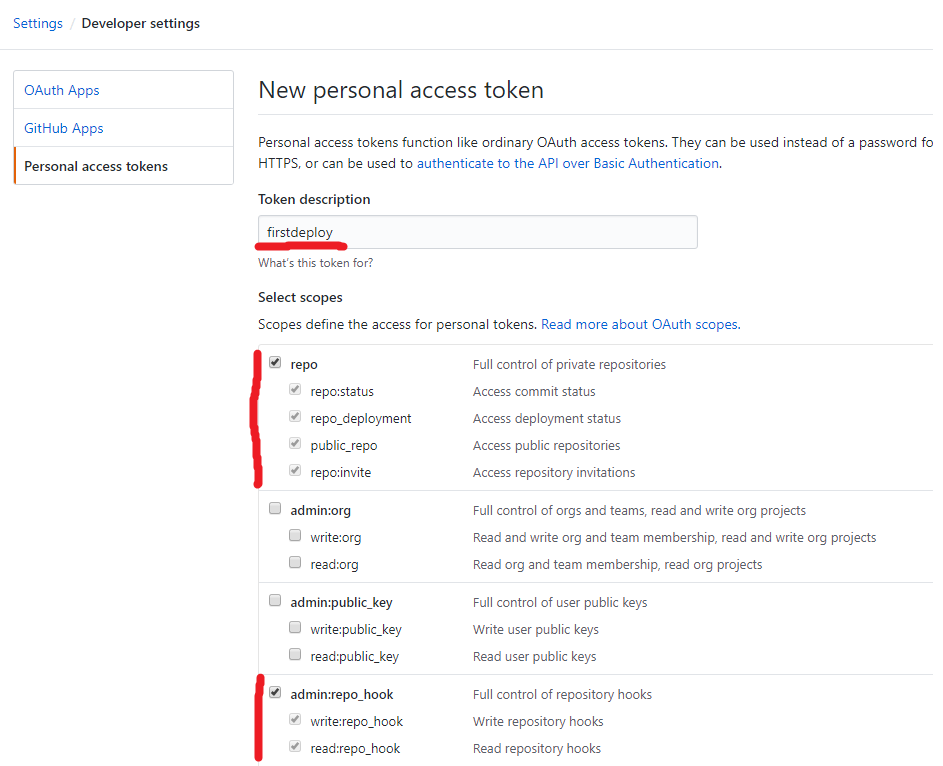 Settings / Developer settings
OAuth Apps
GitHub Apps
Personal access tokens
New personal access token
Personal access tokens function like ordinary OAuth access tokens. They can be used instead of a password fo
HTTPS, or can be used to authenticate to the API over Basic Authentication.
Token description
firstdeploy
What's this token for?
Select scopes
Scopes define the access for personal tokens. Read more about OAuth scopes.
repo Full control of private repositories
repo:status Access commit status
repo_deployment Access deployment status
public_repo Access public repositories
repo:invite Access repository invitations
admin:org Full control of orgs and teams, read and write org projects
write:org Read and write org and team membership, read and write org projects
read:org Read org and team membership, read org projects
admin:public_key Full control of user public keys
write:public_key Write user public keys
read:public_key Read user public keys
admin:repo_hook Full control of repository hooks
write:repo_hook Write repository hooks
read:repo_hook Read repository hooks